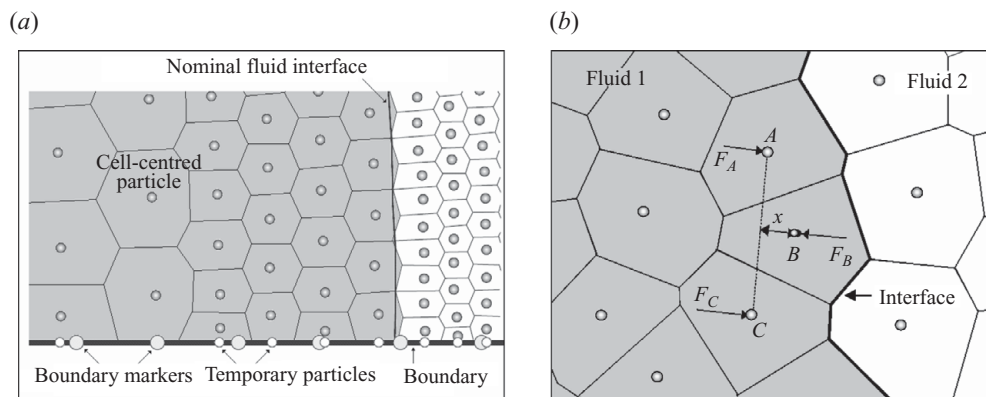 (a)
Nominal fluid interface
Cell-centred
particle
Boundary markers
Temporary particles
Boundary
(b)
Fluid 1
Fluid 2
A
F_A
x
B
F_B
F_C
C
Interface